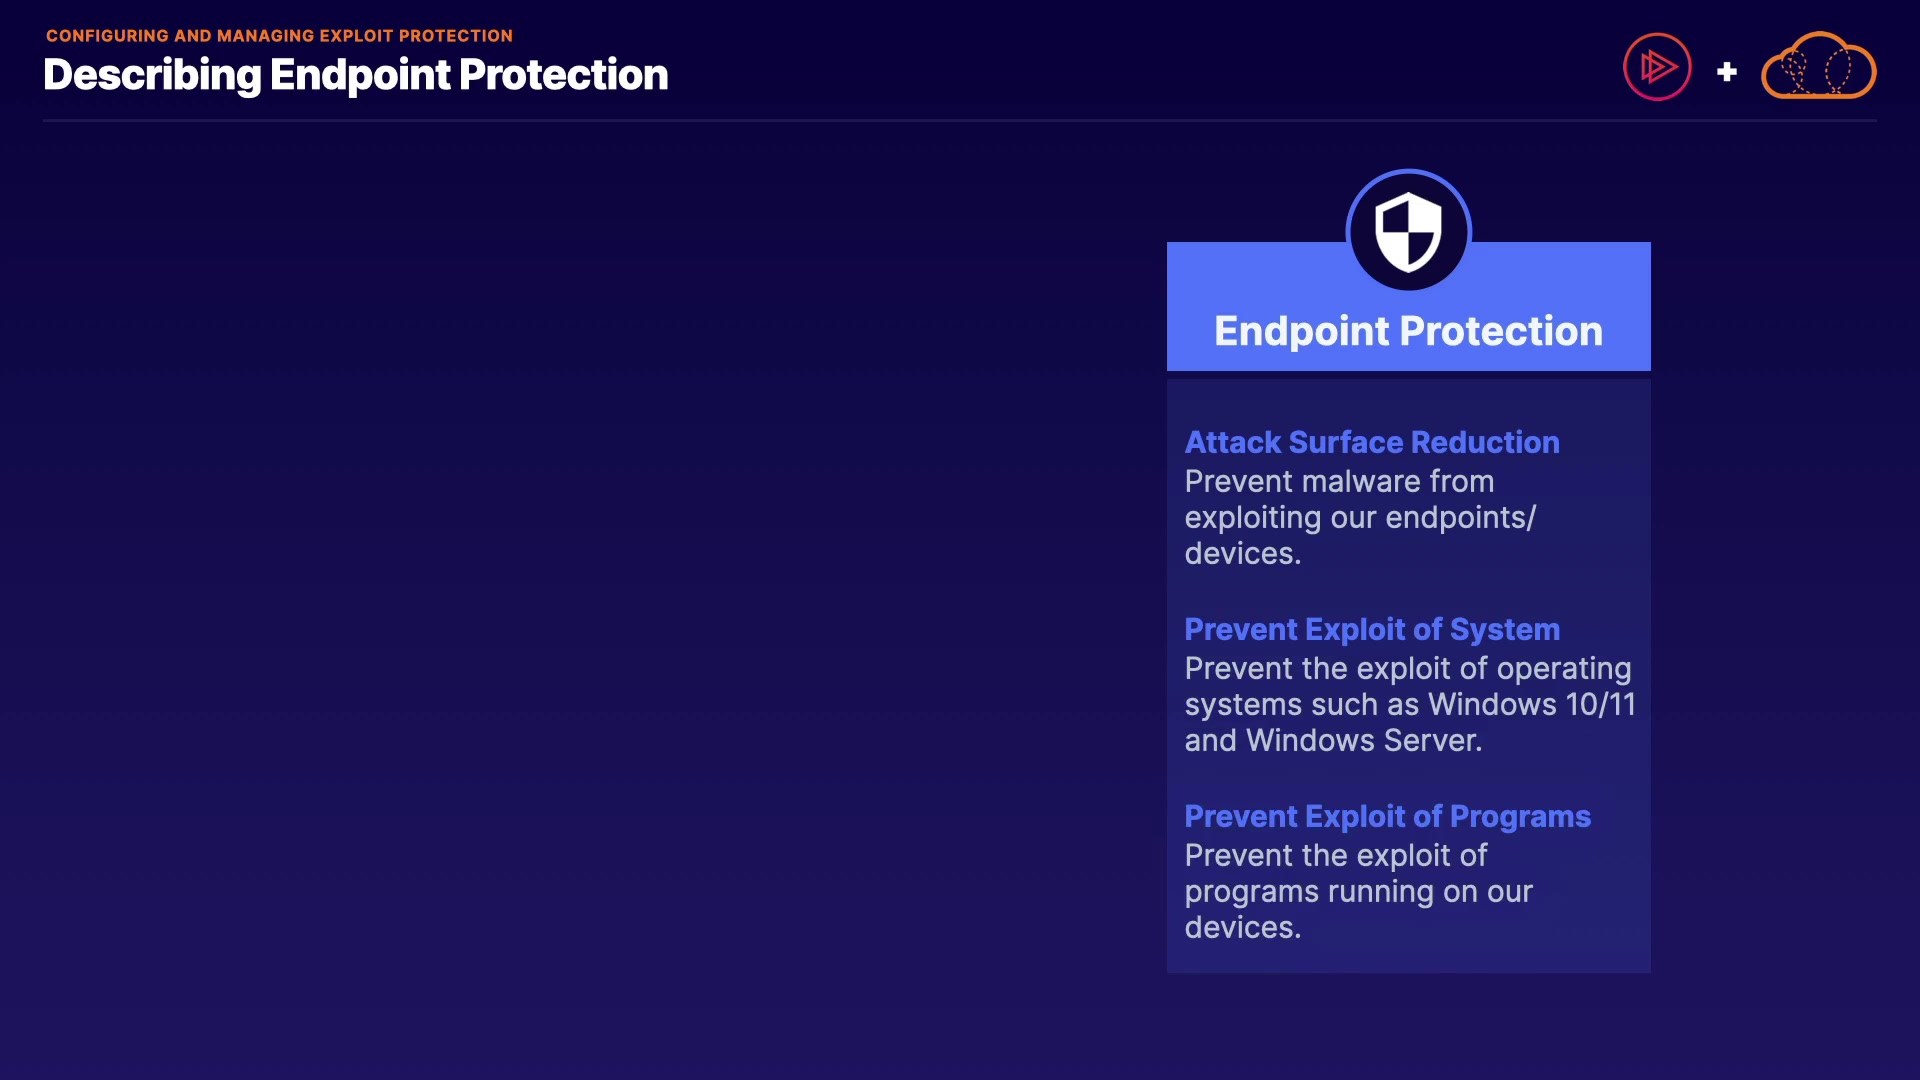 CONFIGURING AND MANAGING EXPLOIT PROTECTION
Describing Endpoint Protection
+
Endpoint Protection
Attack Surface Reduction
Prevent malware from
exploiting our endpoints/
devices.
Prevent Exploit of System
Prevent the exploit of operating
systems such as Windows 10/11
and Windows Server.
Prevent Exploit of Programs
Prevent the exploit of
programs running on our
devices.